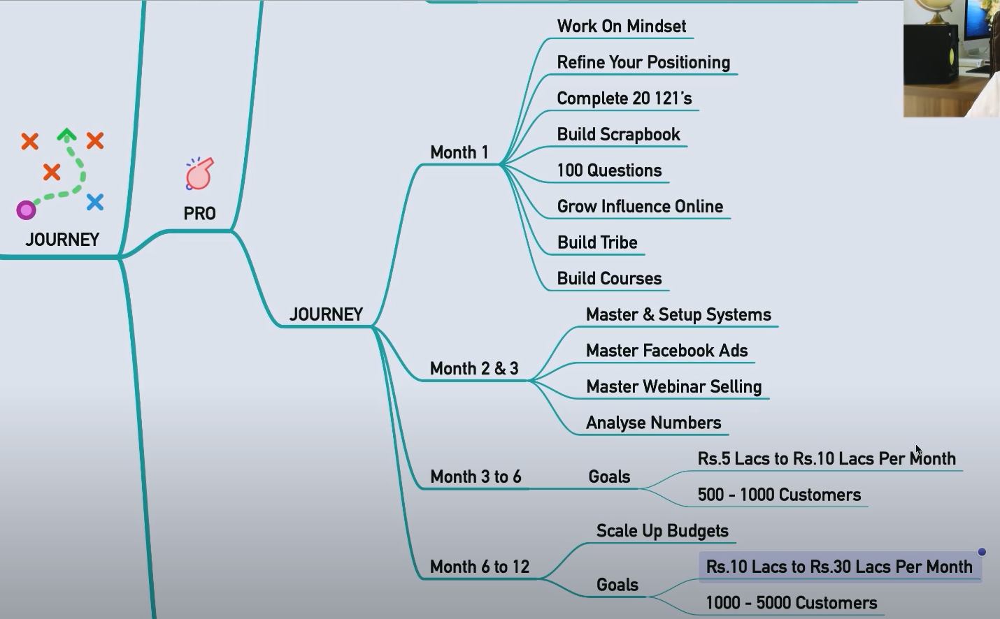 JOURNEY
PRO
JOURNEY
Month 1
Work On Mindset
Refine Your Positioning
Complete 20 121's
Build Scrapbook
100 Questions
Grow Influence Online
Build Tribe
Build Courses
Month 2 & 3
Master & Setup Systems
Master Facebook Ads
Master Webinar Selling
Analyse Numbers
Month 3 to 6
Goals
Rs.5 Lacs to Rs.10 Lacs Per Month
500 - 1000 Customers
Month 6 to 12
Scale Up Budgets
Goals
Rs.10 Lacs to Rs.30 Lacs Per Month
1000 - 5000 Customers